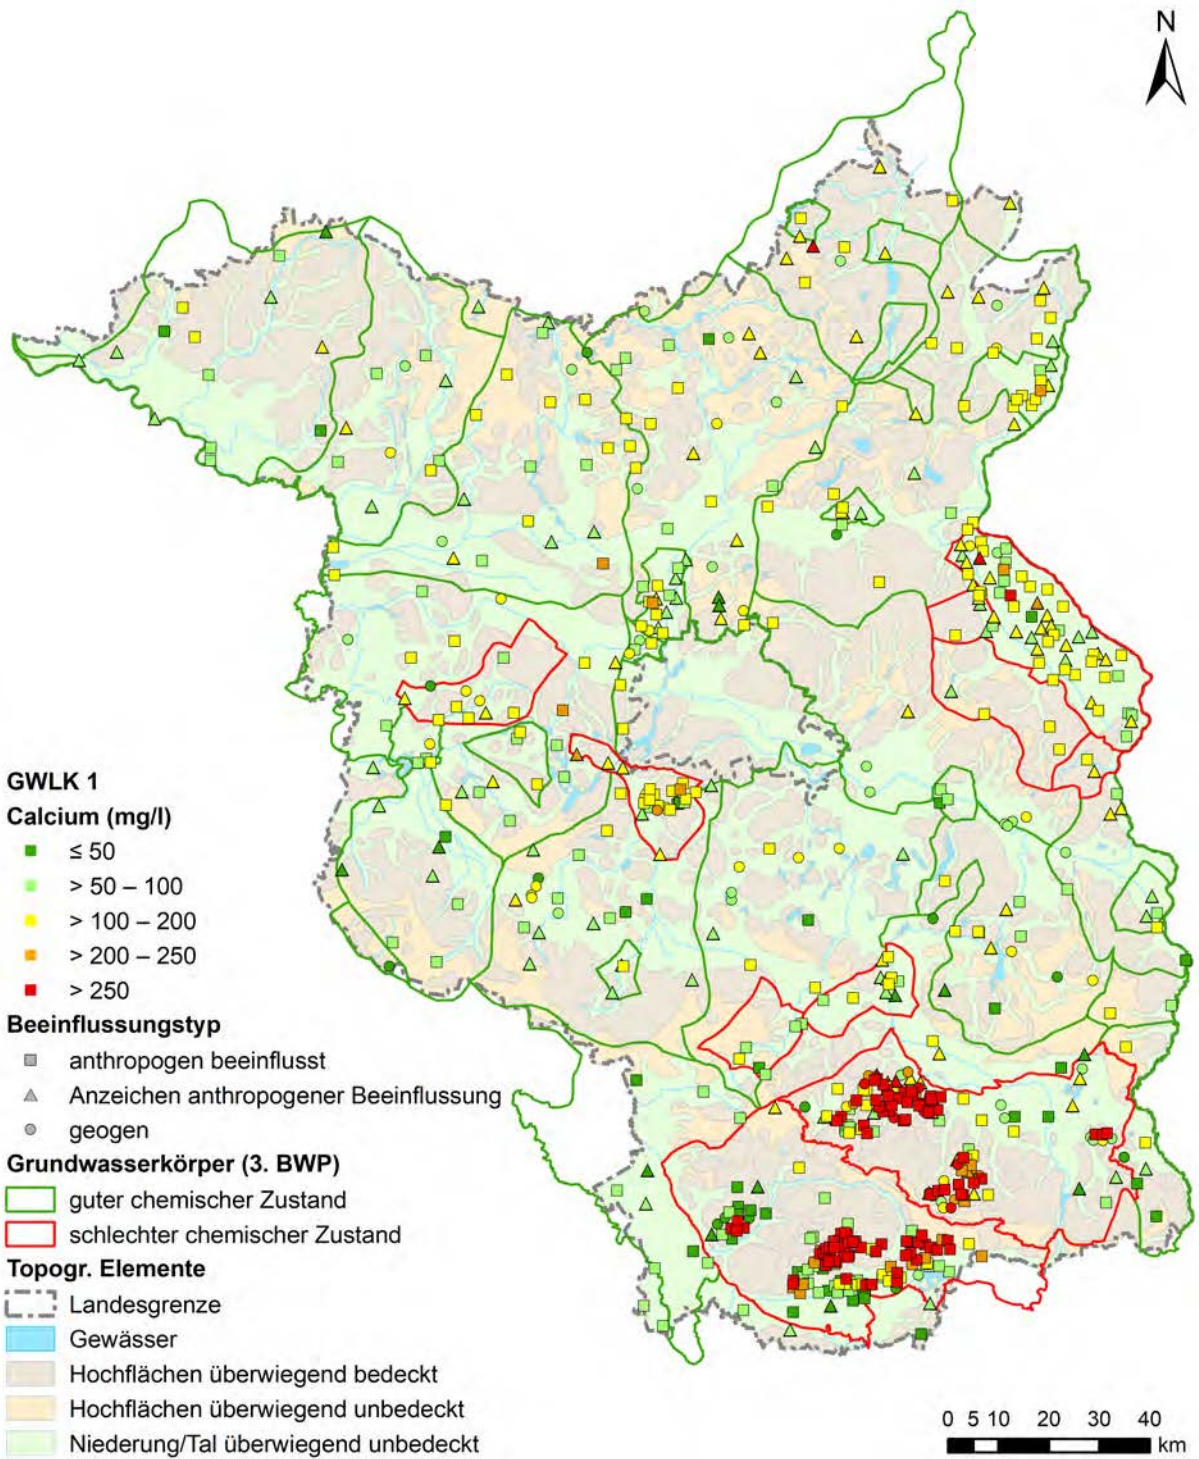 N
GWLK 1
Calcium (mg/l)
≤ 50
> 50 – 100
> 100 – 200
> 200 – 250
> 250
Beeinflussungstyp
anthropogen beeinflusst
Anzeichen anthropogener Beeinflussung
geogen
Grundwasserkörper (3. BWP)
guter chemischer Zustand
schlechter chemischer Zustand
Topogr. Elemente
Landesgrenze
Gewässer
Hochflächen überwiegend bedeckt
Hochflächen überwiegend unbedeckt
Niederung/Tal überwiegend unbedeckt
0 5 10 20 30 40
km